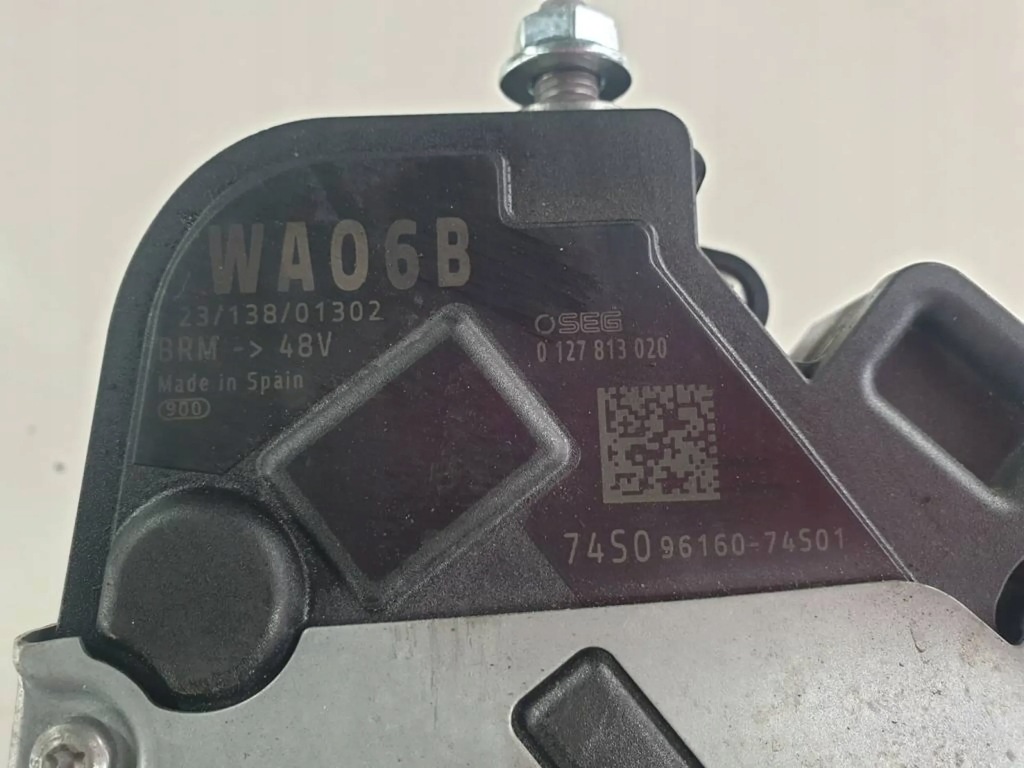 WA06B
23/138/01302
BRM -> 48V
Made in Spain
900
SEG
0 127 813 020
74S0 96160-74S01